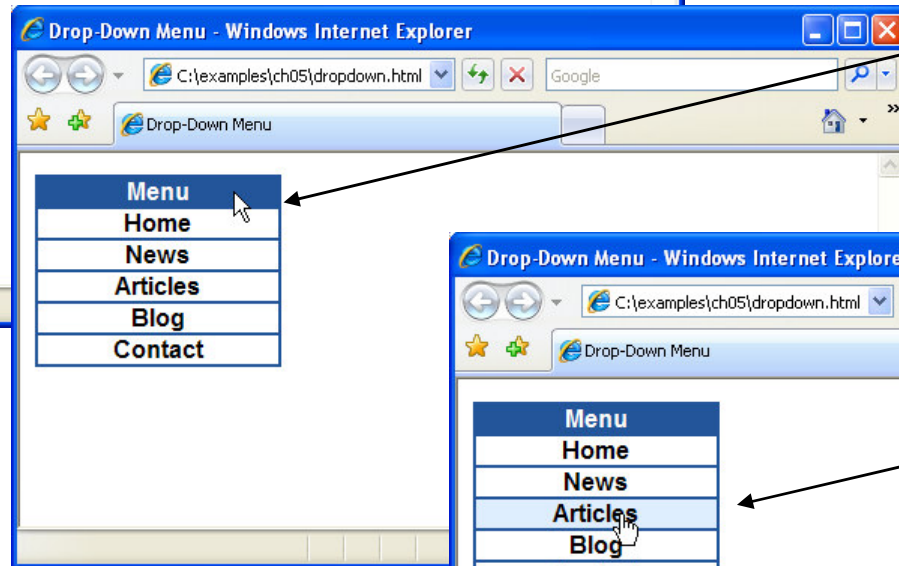 Drop-Down Menu - Windows Internet Explorer
C:\examples\ch05\dropdown.html
Google
Drop-Down Menu
Menu
Home
News
Articles
Blog
Contact
Drop-Down Menu - Windows Internet Explore
C:\examples\ch05\dropdown.html
Drop-Down Menu
Menu
Home
News
Articles
Blog